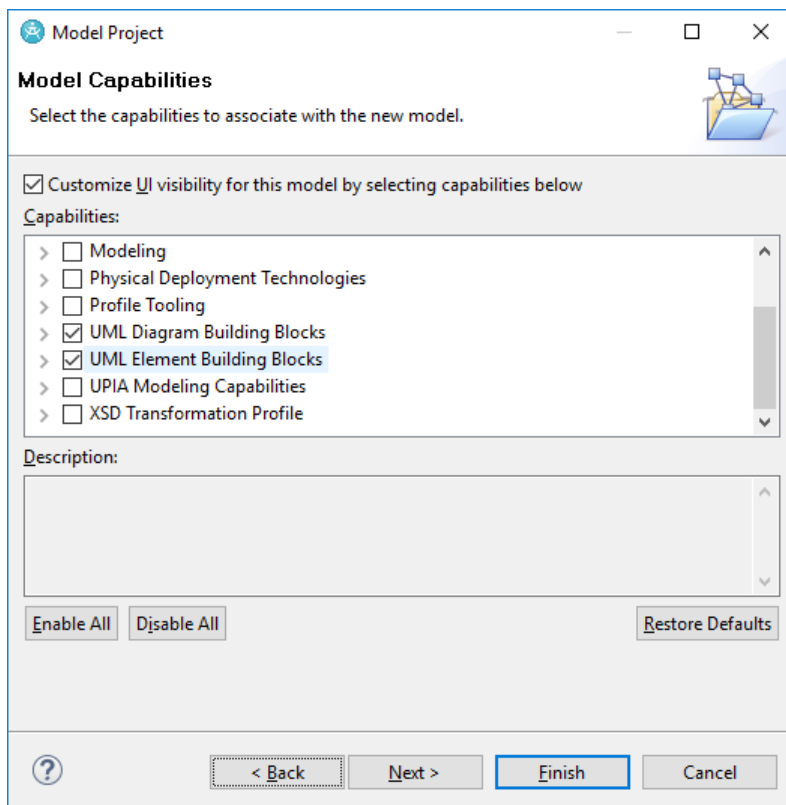 Model Project
Model Capabilities
Select the capabilities to associate with the new model.
Customize UI visibility for this model by selecting capabilities below
Capabilities:
Modeling
Physical Deployment Technologies
Profile Tooling
UML Diagram Building Blocks
UML Element Building Blocks
UPIA Modeling Capabilities
XSD Transformation Profile
Description:
Enable All Disable All Restore Defaults
? < Back Next > Finish Cancel